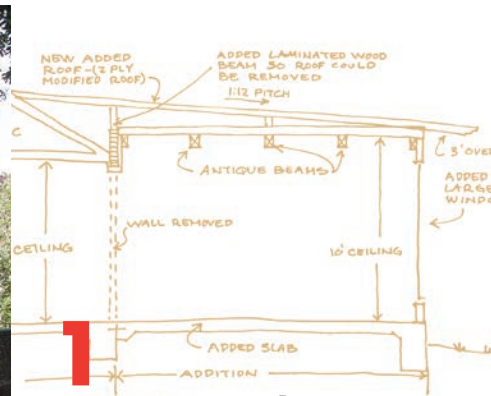 NEW ADDED
ROOF-(2 PLY
MODIFIED ROOF)
ADDED LAMINATED WOOD
BEAM SO ROOF COULD
BE REMOVED
1:12 PITCH
C
3' OVER
ANTIQUE BEAMS
ADDED
LARGE
WINDO
WALL REMOVED
CEILING
10' CEILING
1
ADDED SLAB
ADDITION